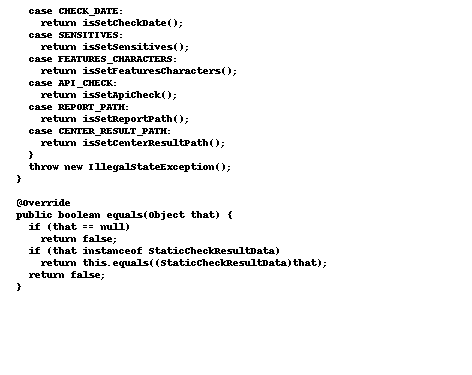 case CHECK_DATE:
return isSetCheckDate();
case SENSITIVES:
return isSetSensitives();
case FEATURES_CHARACTERS:
return isSetFeaturesCharacters();
case API_CHECK:
return isSetApiCheck();
case REPORT_PATH:
return isSetReportPath();
case CENTER_RESULT_PATH:
return isSetCenterResultPath();
}
throw new IllegalStateException();
}
@Override
public boolean equals(Object that) {
if (that == null)
return false;
if (that instanceof StaticCheckResultData)
return this.equals((StaticCheckResultData)that);
return false;
}